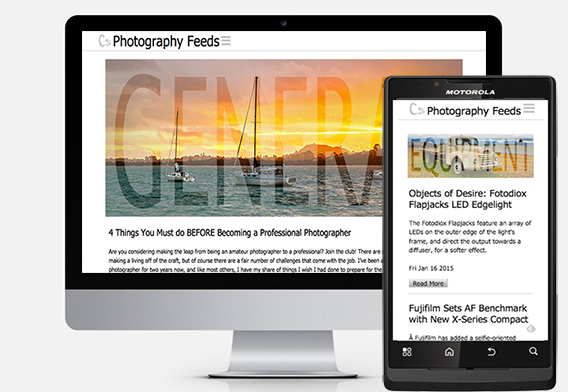 Cs Photography Feeds
GENERA
4 Things You Must do BEFORE Becoming a Professional Photographer
Are you considering making the leap from being an amateur photographer to a professional? Join the club! There are
making a living off of the craft, but of course there are a fair number of challenges that come with the job. I've been
photographer for two years now, and like most others, I have my share of things I wish I had done to prepare for the
MOTOROLA
Cs Photography Feeds
EQUIPMENT
Objects of Desire: Fotodiox
Flapjacks LED Edgelight
The Fotodiox Flapjacks feature an array of
LEDs on the outer edge of the light's
frame, and direct the output towards a
diffuser, for a softer effect.
Fri Jan 16 2015
Read More
Fujifilm Sets AF Benchmark
with New X-Series Compact
Â Fujifilm has added a selfie-oriented